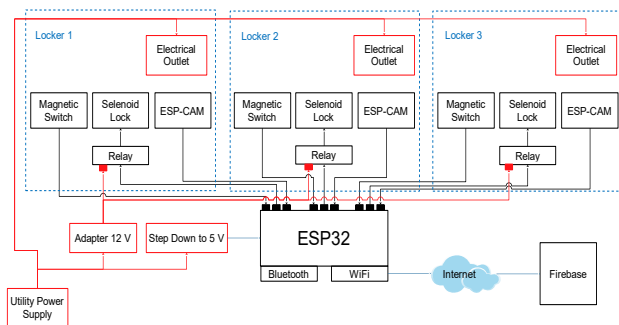 Locker 1
Electrical
Outlet
Magnetic
Switch
Selenoid
Lock
ESP-CAM
Relay
Locker 2
Electrical
Outlet
Magnetic
Switch
Selenoid
Lock
ESP-CAM
Relay
Locker 3
Electrical
Outlet
Magnetic
Switch
Selenoid
Lock
ESP-CAM
Relay
Adapter 12 V
Step Down to 5 V
ESP32
Bluetooth
WiFi
Internet
Firebase
Utility Power
Supply